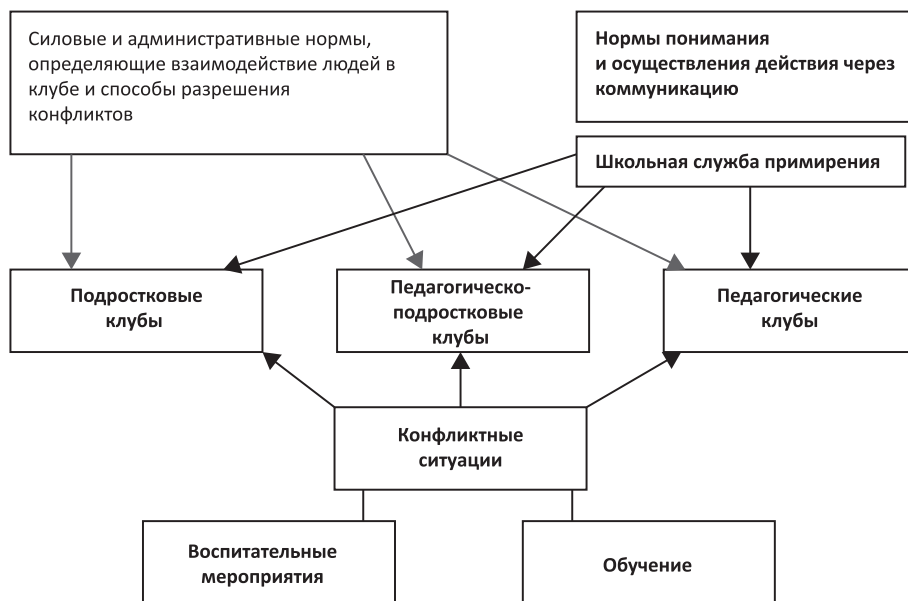 Силовые и административные нормы,
определяющие взаимодействие людей в
клубе и способы разрешения
конфликтов
Нормы понимания
и осуществления действия через
коммуникацию
Школьная служба примирения
Подростковые
клубы
Педагогическо-
подростковые
клубы
Педагогические
клубы
Конфликтные
ситуации
Воспитательные
мероприятия
Обучение